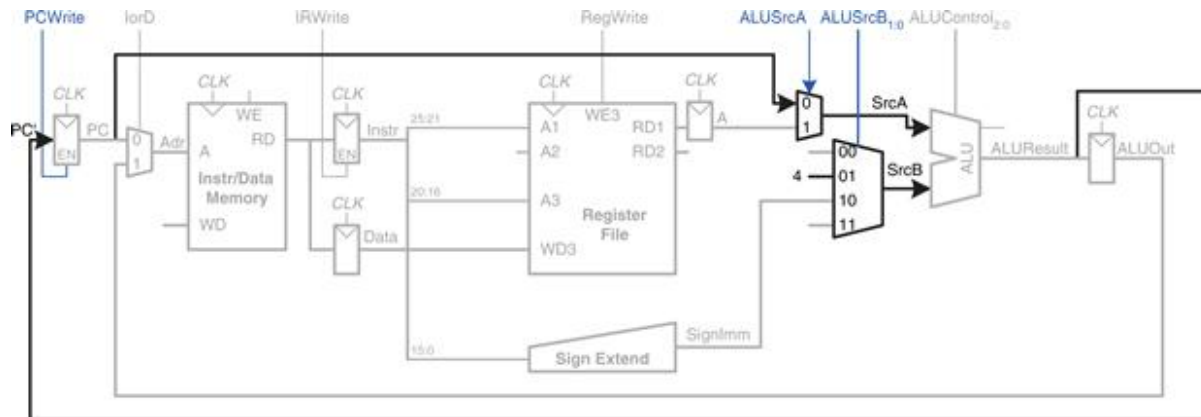 PCWrite IorD IRWrite RegWrite ALUSrcA ALUSrcB1:0 ALUControl2:0
CLK CLK CLK CLK CLK CLK
PC' PC EN
0 1 Adr
WE A RD
Instr/Data
Memory
WD
Instr EN
CLK
Data
25:21
20:16
15:0
WE3
A1 RD1
A2 RD2
A3
Register
File
WD3
A
0 SrcA
1
00
4 01 SrcB
10
11
ALU ALUResult ALUOut
SignImm
Sign Extend